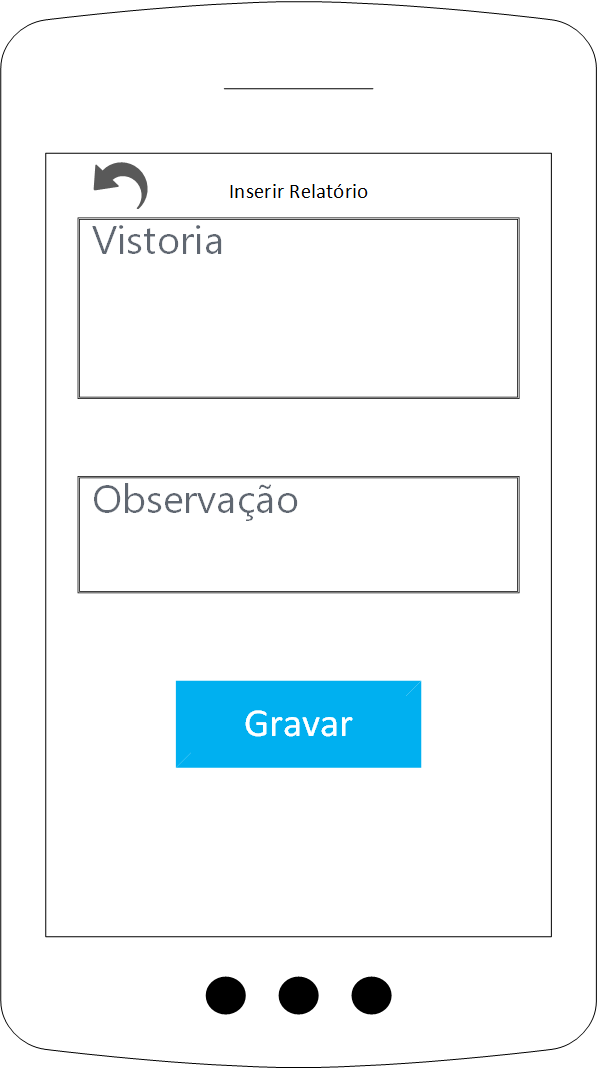 Inserir Relatório
Vistoria
Observação
Gravar